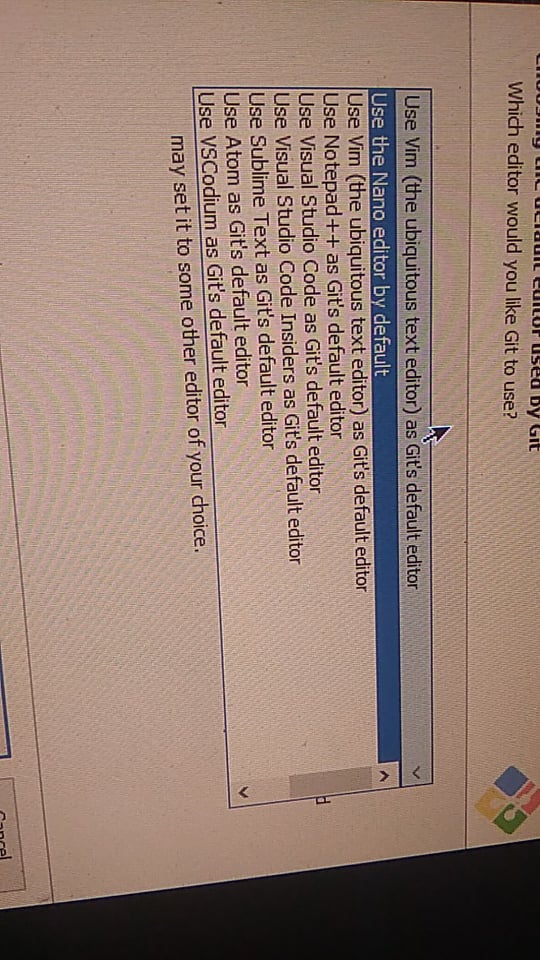 Choosing the default editor used by Git
Which editor would you like Git to use?
Use Vim (the ubiquitous text editor) as Git's default editor
Use the Nano editor by default
Use Vim (the ubiquitous text editor) as Git's default editor
Use Notepad++ as Git's default editor
Use Visual Studio Code as Git's default editor
Use Visual Studio Code Insiders as Git's default editor
Use Sublime Text as Git's default editor
Use Atom as Git's default editor
Use VSCodium as Git's default editor
may set it to some other editor of your choice.
Cancel